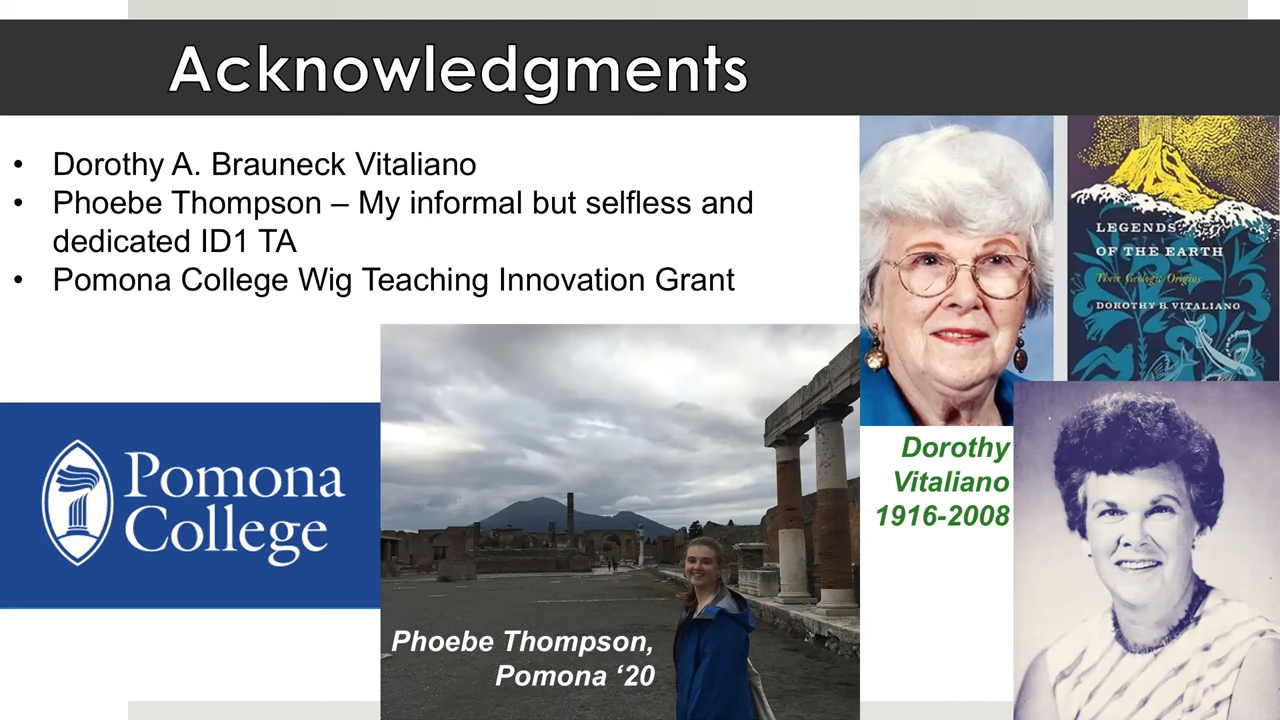 Acknowledgments
• Dorothy A. Brauneck Vitaliano
• Phoebe Thompson – My informal but selfless and
dedicated ID1 TA
• Pomona College Wig Teaching Innovation Grant
LEGENDS
OF THE EARTH
Their Geologic Origins
DOROTHY B. VITALIANO
Pomona
College
Dorothy
Vitaliano
1916-2008
Phoebe Thompson,
Pomona ‘20